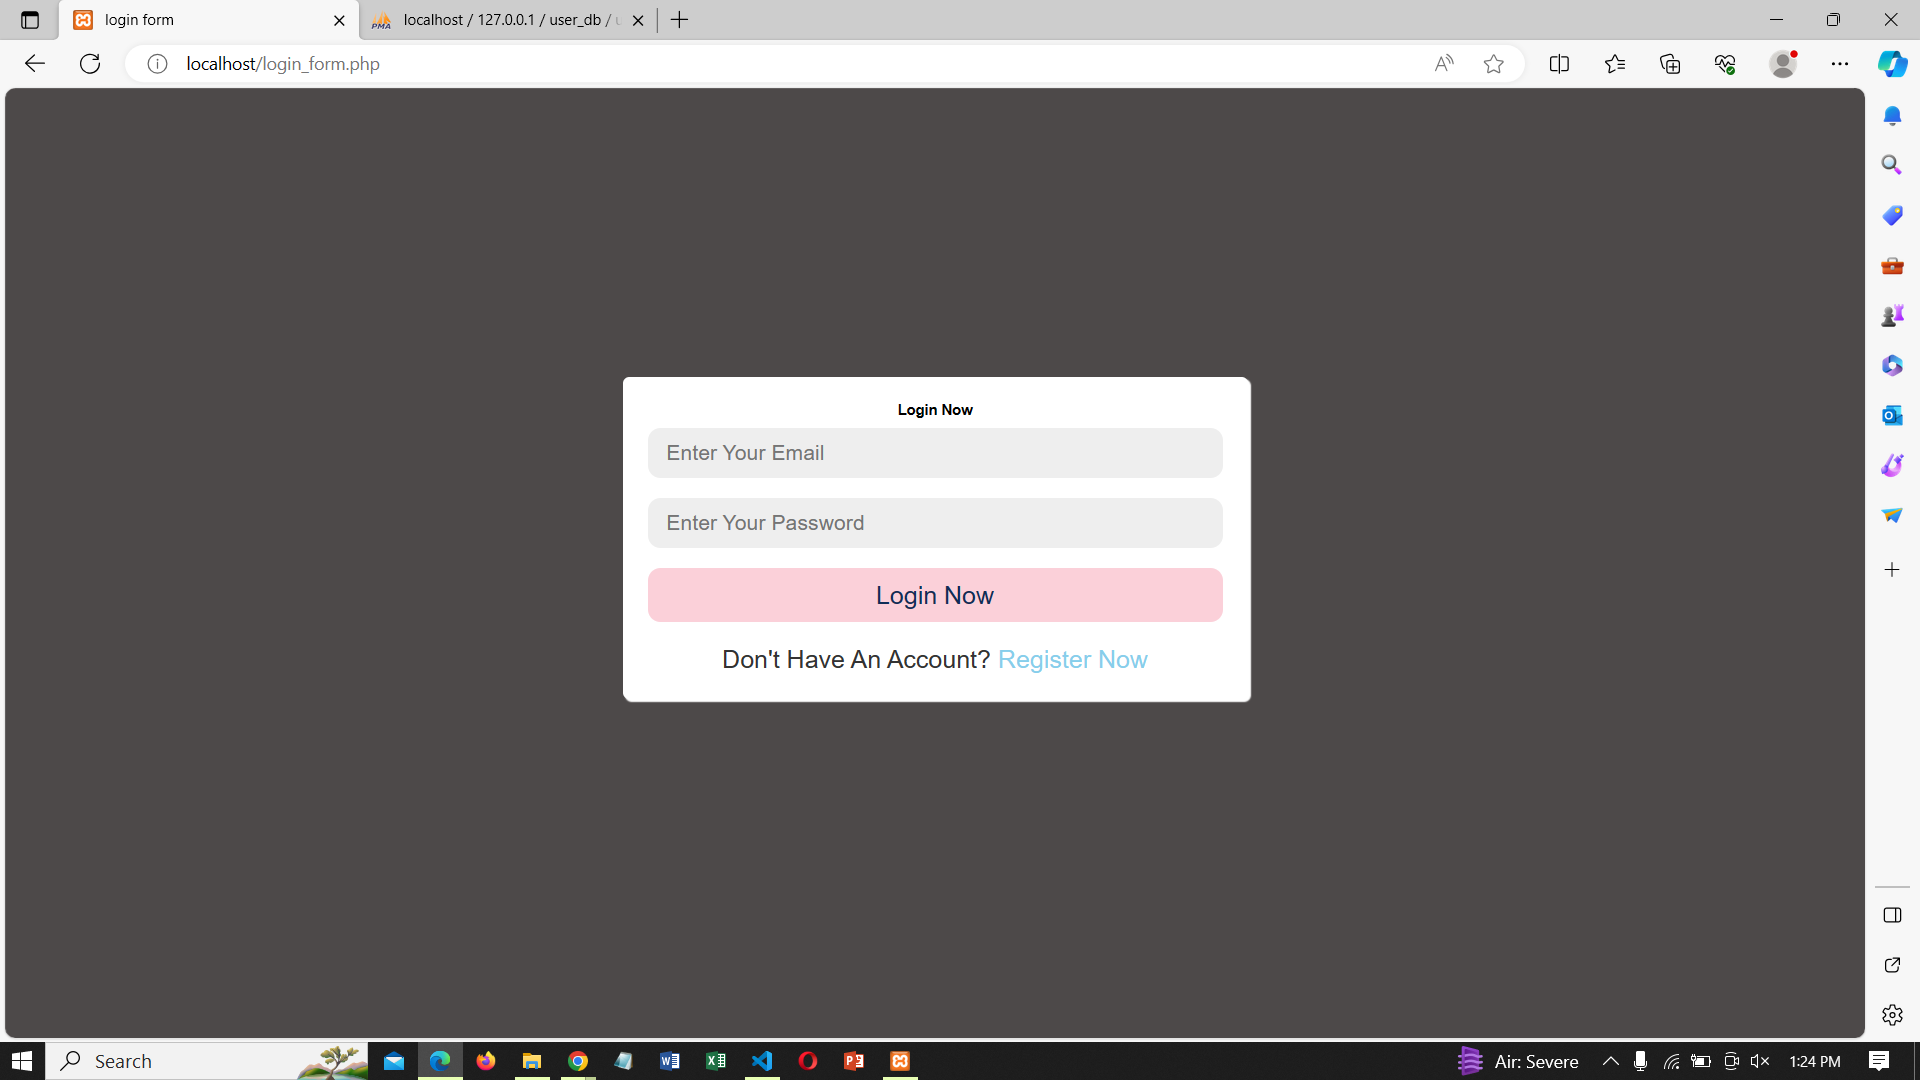 login form
localhost / 127.0.0.1 / user_db /
localhost/login_form.php
Login Now
Enter Your Email
Enter Your Password
Login Now
Don't Have An Account? Register Now
Search
Air: Severe
1:24 PM